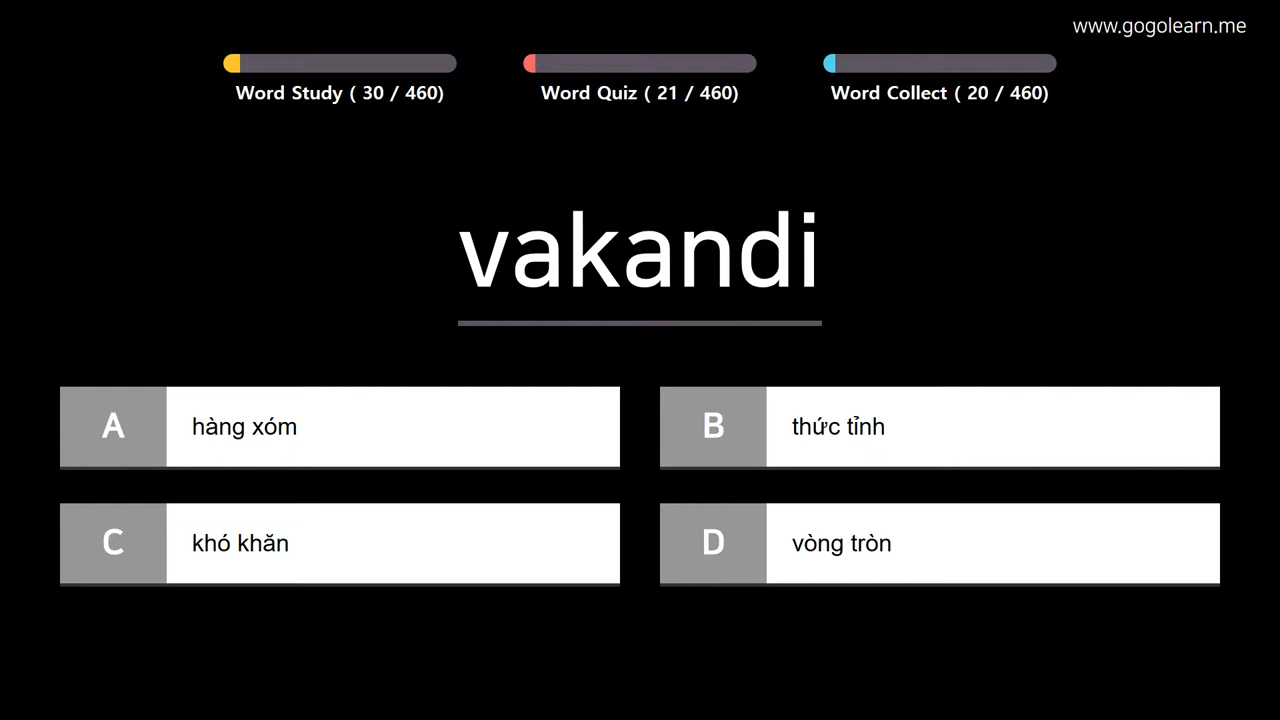 www.gogolearn.me
Word Study ( 30 / 460)
Word Quiz ( 21 / 460)
Word Collect ( 20 / 460)
vakandi
A hàng xóm
B thức tỉnh
C khó khăn
D vòng tròn